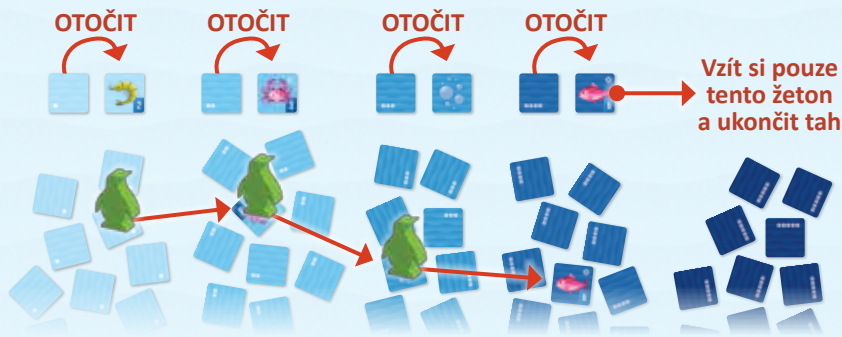 OTOČIT OTOČIT OTOČIT OTOČIT
Vzít si pouze
tento žeton
a ukončit tah